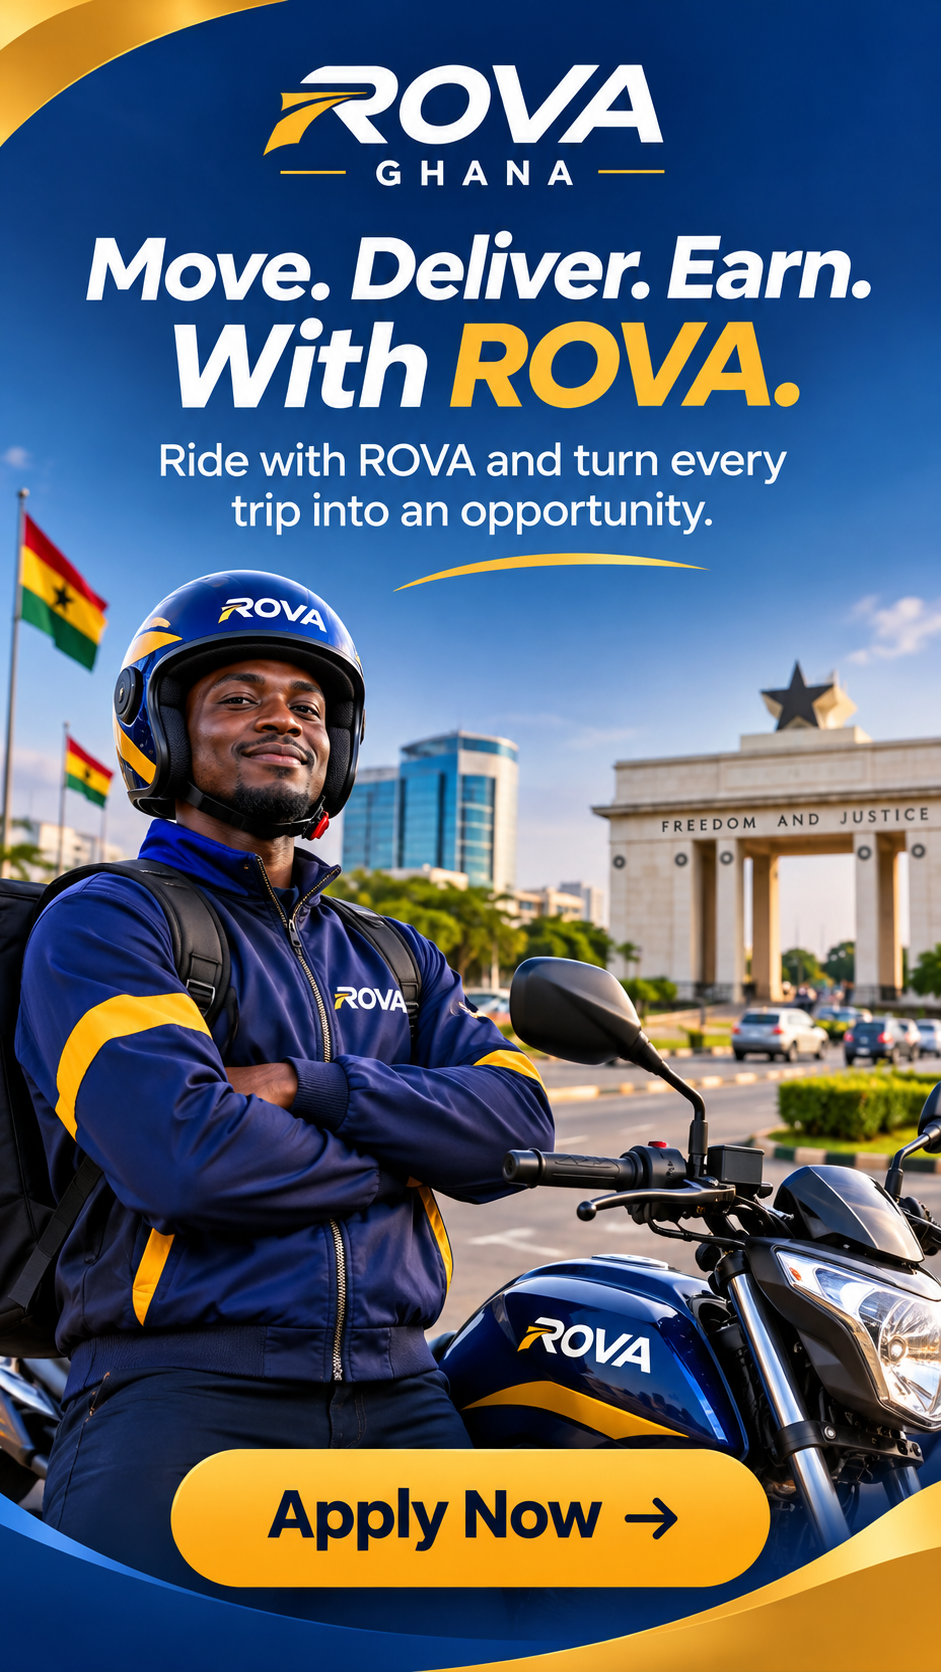 ROVA
GHANA
Move. Deliver. Earn.
With ROVA.
Ride with ROVA and turn every
trip into an opportunity.
ROVA
FREEDOM AND JUSTICE
ROVA
ROVA
Apply Now →